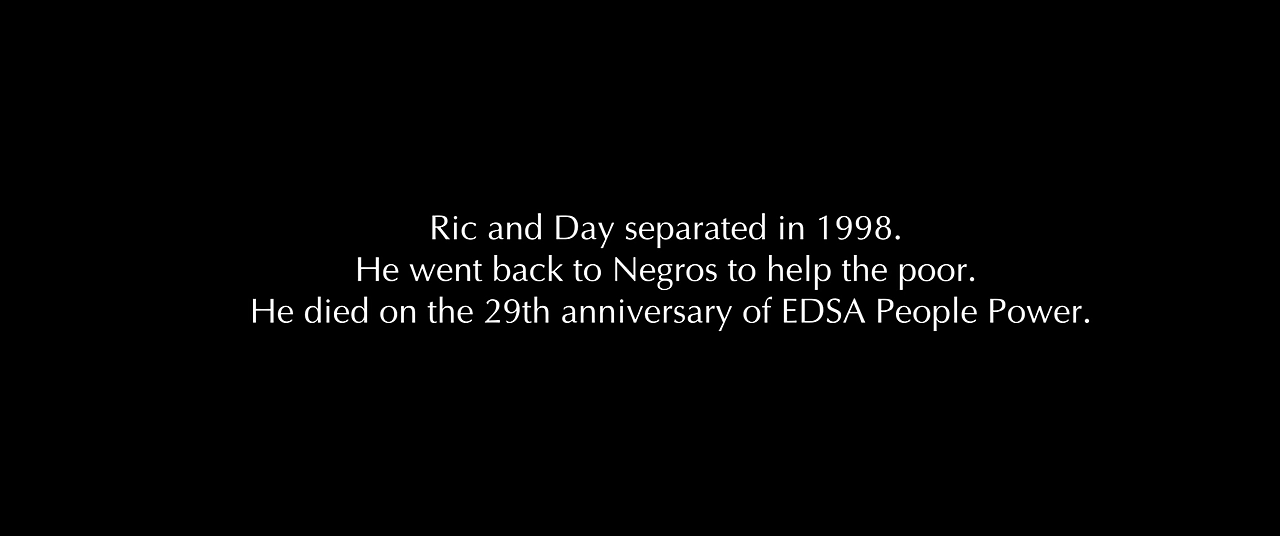 Ric and Day separated in 1998.
He went back to Negros to help the poor.
He died on the 29th anniversary of EDSA People Power.